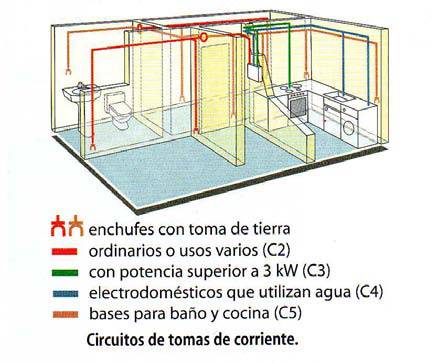 enchufes con toma de tierra
ordinarios o usos varios (C2)
con potencia superior a 3 kW (C3)
electrodomésticos que utilizan agua (C4)
bases para baño y cocina (C5)
Circuitos de tomas de corriente.